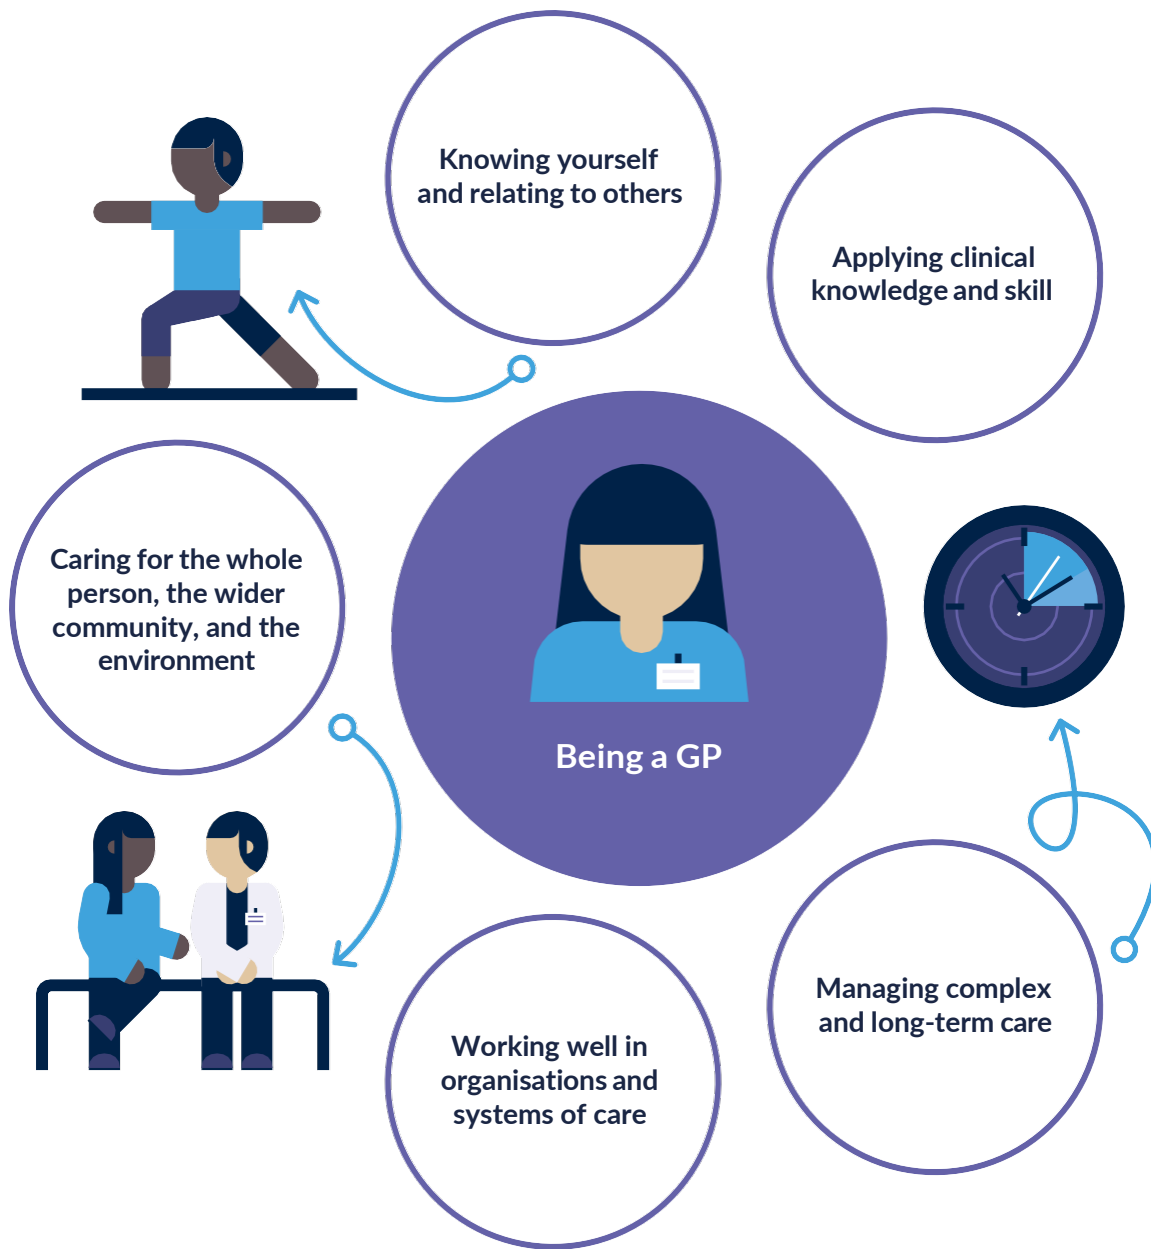 Knowing yourself
and relating to others
Applying clinical
knowledge and skill
Caring for the whole
person, the wider
community, and the
environment
Being a GP
Managing complex
and long-term care
Working well in
organisations and
systems of care